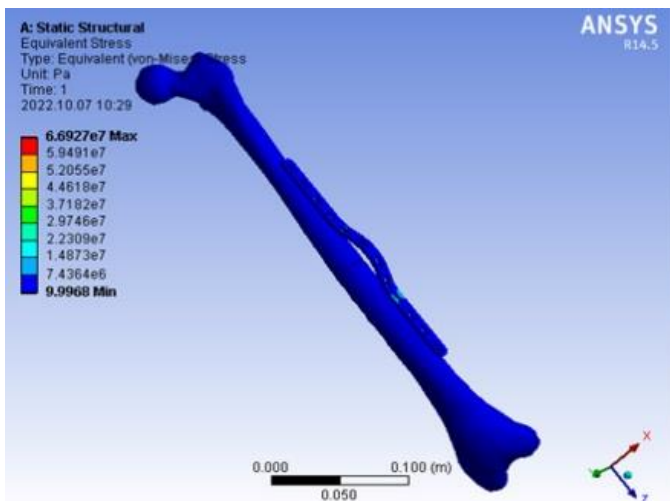 A: Static Structural
Equivalent Stress
Type: Equivalent (von-Mises) Stress
Unit: Pa
Time: 1
2022.10.07 10:29
6.6927e7 Max
5.9491e7
5.2055e7
4.4618e7
3.7182e7
2.9746e7
2.2309e7
1.4873e7
7.4364e6
9.9968 Min
ANSYS
R14.5
0.000
0.100 (m)
0.050
X
Z